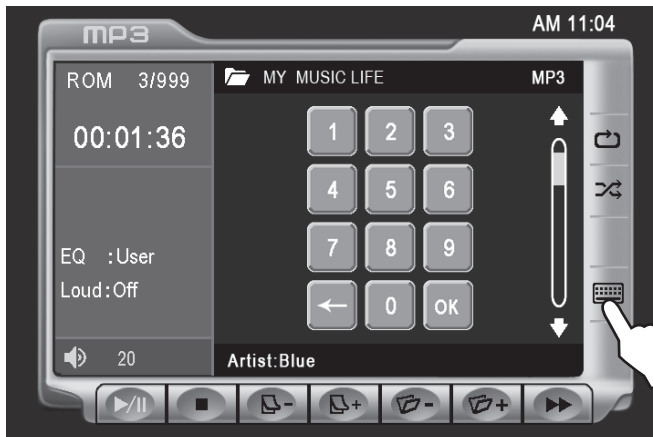 AM 11:04
MP3
ROM 3/999
MY MUSIC LIFE MP3
00:01:36
1 2 3
4 5 6
7 8 9
← 0 OK
EQ :User
Loud:Off
20
Artist:Blue
- + - +